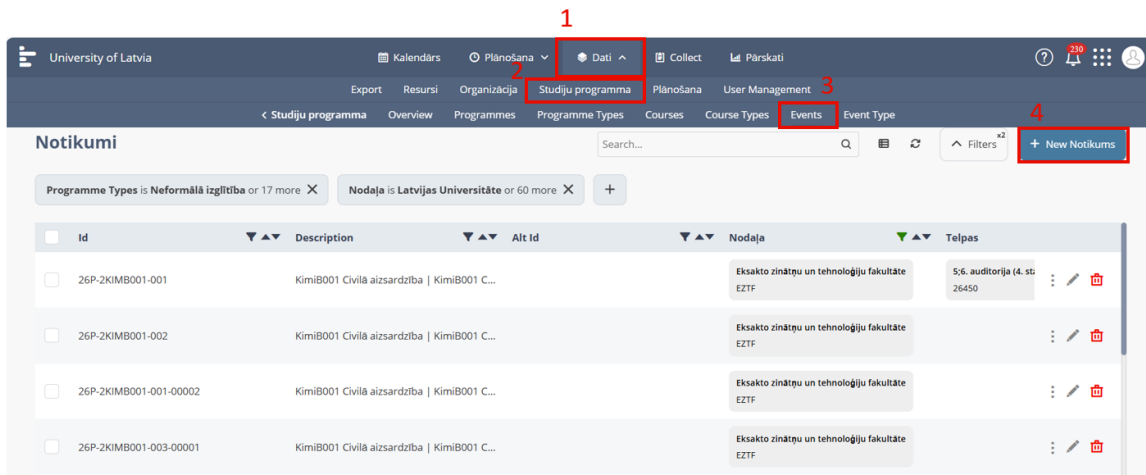 1
University of Latvia Kalendārs Plānošana Dati Collect Pārskati 230
2
Export Resursi Organizācija Studiju programma Plānošana User Management 3
Studiju programma Overview Programmes Programme Types Courses Course Types Events Event Type 4
Notikumi Search... Filters x2 + New Notikums
Programme Types is Neformālā izglītība or 17 more Nodaļa is Latvijas Universitāte or 60 more +
Id Description Alt Id Nodaļa Telpas
Eksakto zinātņu un tehnoloģiju fakultāte 5;6. auditorija (4. stā
26P-2KIMB001-001 KimiB001 Civilā aizsardzība | KimiB001 C...
EZTF 26450
Eksakto zinātņu un tehnoloģiju fakultāte
26P-2KIMB001-002 KimiB001 Civilā aizsardzība | KimiB001 C...
EZTF
Eksakto zinātņu un tehnoloģiju fakultāte
26P-2KIMB001-001-00002 KimiB001 Civilā aizsardzība | KimiB001 C...
EZTF
Eksakto zinātņu un tehnoloģiju fakultāte
26P-2KIMB001-003-00001 KimiB001 Civilā aizsardzība | KimiB001 C...
EZTF